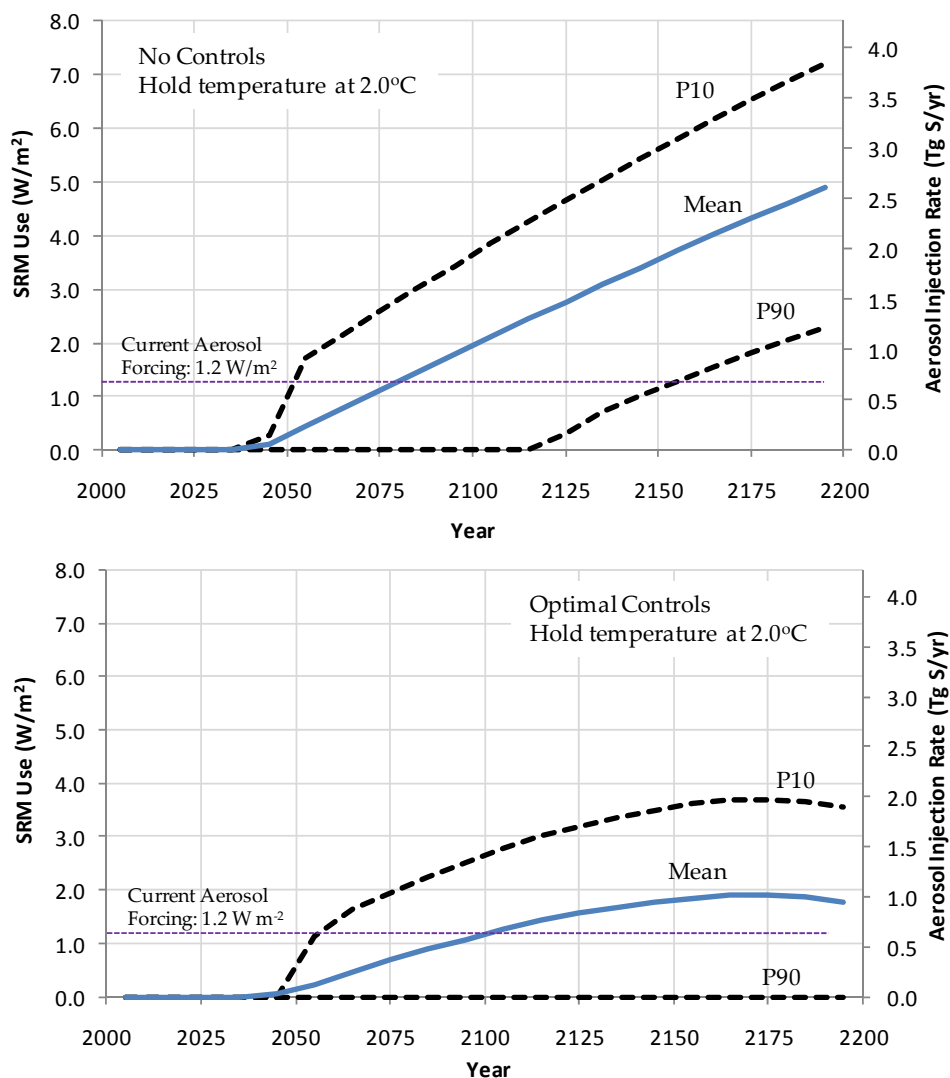 No Controls
Hold temperature at 2.0ºC
P10
Mean
P90
Current Aerosol
Forcing: 1.2 W/m²
SRM Use (W/m²)
8.0
7.0
6.0
5.0
4.0
3.0
2.0
1.0
0.0
Aerosol Injection Rate (Tg S/yr)
4.0
3.5
3.0
2.5
2.0
1.5
1.0
0.5
0.0
2000 2025 2050 2075 2100 2125 2150 2175 2200
Year
Optimal Controls
Hold temperature at 2.0ºC
P10
Mean
P90
Current Aerosol
Forcing: 1.2 W m⁻²
SRM Use (W/m²)
8.0
7.0
6.0
5.0
4.0
3.0
2.0
1.0
0.0
Aerosol Injection Rate (Tg S/yr)
4.0
3.5
3.0
2.5
2.0
1.5
1.0
0.5
0.0
2000 2025 2050 2075 2100 2125 2150 2175 2200
Year